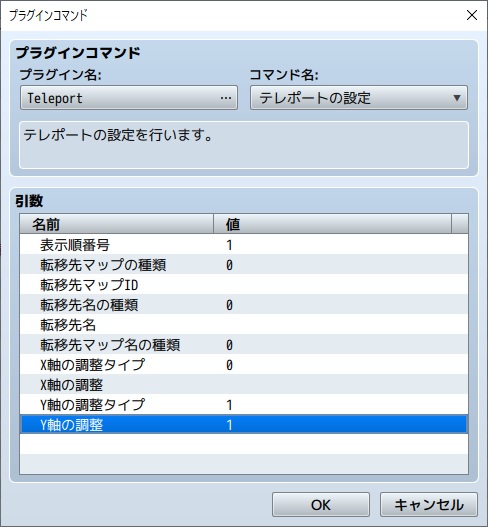 プラグインコマンド
プラグインコマンド
プラグイン名:
コマンド名:
Teleport ...
テレポートの設定
テレポートの設定を行います。
引数
名前 値
表示順番号 1
転移先マップの種類 0
転移先マップID
転移先名の種類 0
転移先名
転移先マップ名の種類 0
X軸の調整タイプ 0
X軸の調整
Y軸の調整タイプ 1
Y軸の調整 1
OK キャンセル